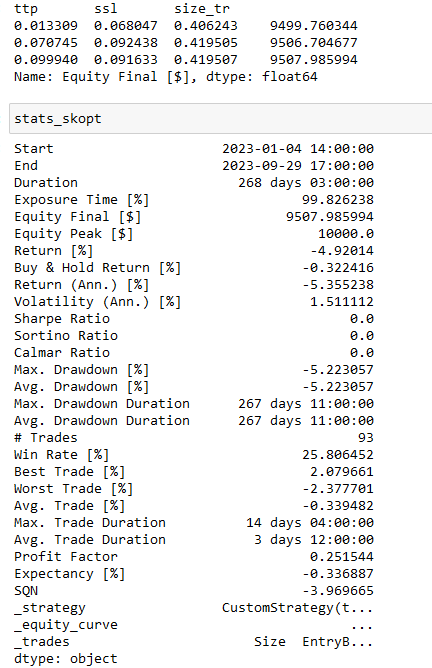 ttp ssl size_tr
0.013309 0.068047 0.406243 9499.760344
0.070745 0.092438 0.419505 9506.704677
0.099940 0.091633 0.419507 9507.985994
Name: Equity Final [$], dtype: float64
stats_skopt
Start 2023-01-04 14:00:00
End 2023-09-29 17:00:00
Duration 268 days 03:00:00
Exposure Time [%] 99.826238
Equity Final [$] 9507.985994
Equity Peak [$] 10000.0
Return [%] -4.92014
Buy & Hold Return [%] -0.322416
Return (Ann.) [%] -5.355238
Volatility (Ann.) [%] 1.511112
Sharpe Ratio 0.0
Sortino Ratio 0.0
Calmar Ratio 0.0
Max. Drawdown [%] -5.223057
Avg. Drawdown [%] -5.223057
Max. Drawdown Duration 267 days 11:00:00
Avg. Drawdown Duration 267 days 11:00:00
# Trades 93
Win Rate [%] 25.806452
Best Trade [%] 2.079661
Worst Trade [%] -2.377701
Avg. Trade [%] -0.339482
Max. Trade Duration 14 days 04:00:00
Avg. Trade Duration 3 days 12:00:00
Profit Factor 0.251544
Expectancy [%] -0.336887
SQN -3.969665
_strategy CustomStrategy(t...
_equity_curve ...
_trades Size EntryB...
dtype: object